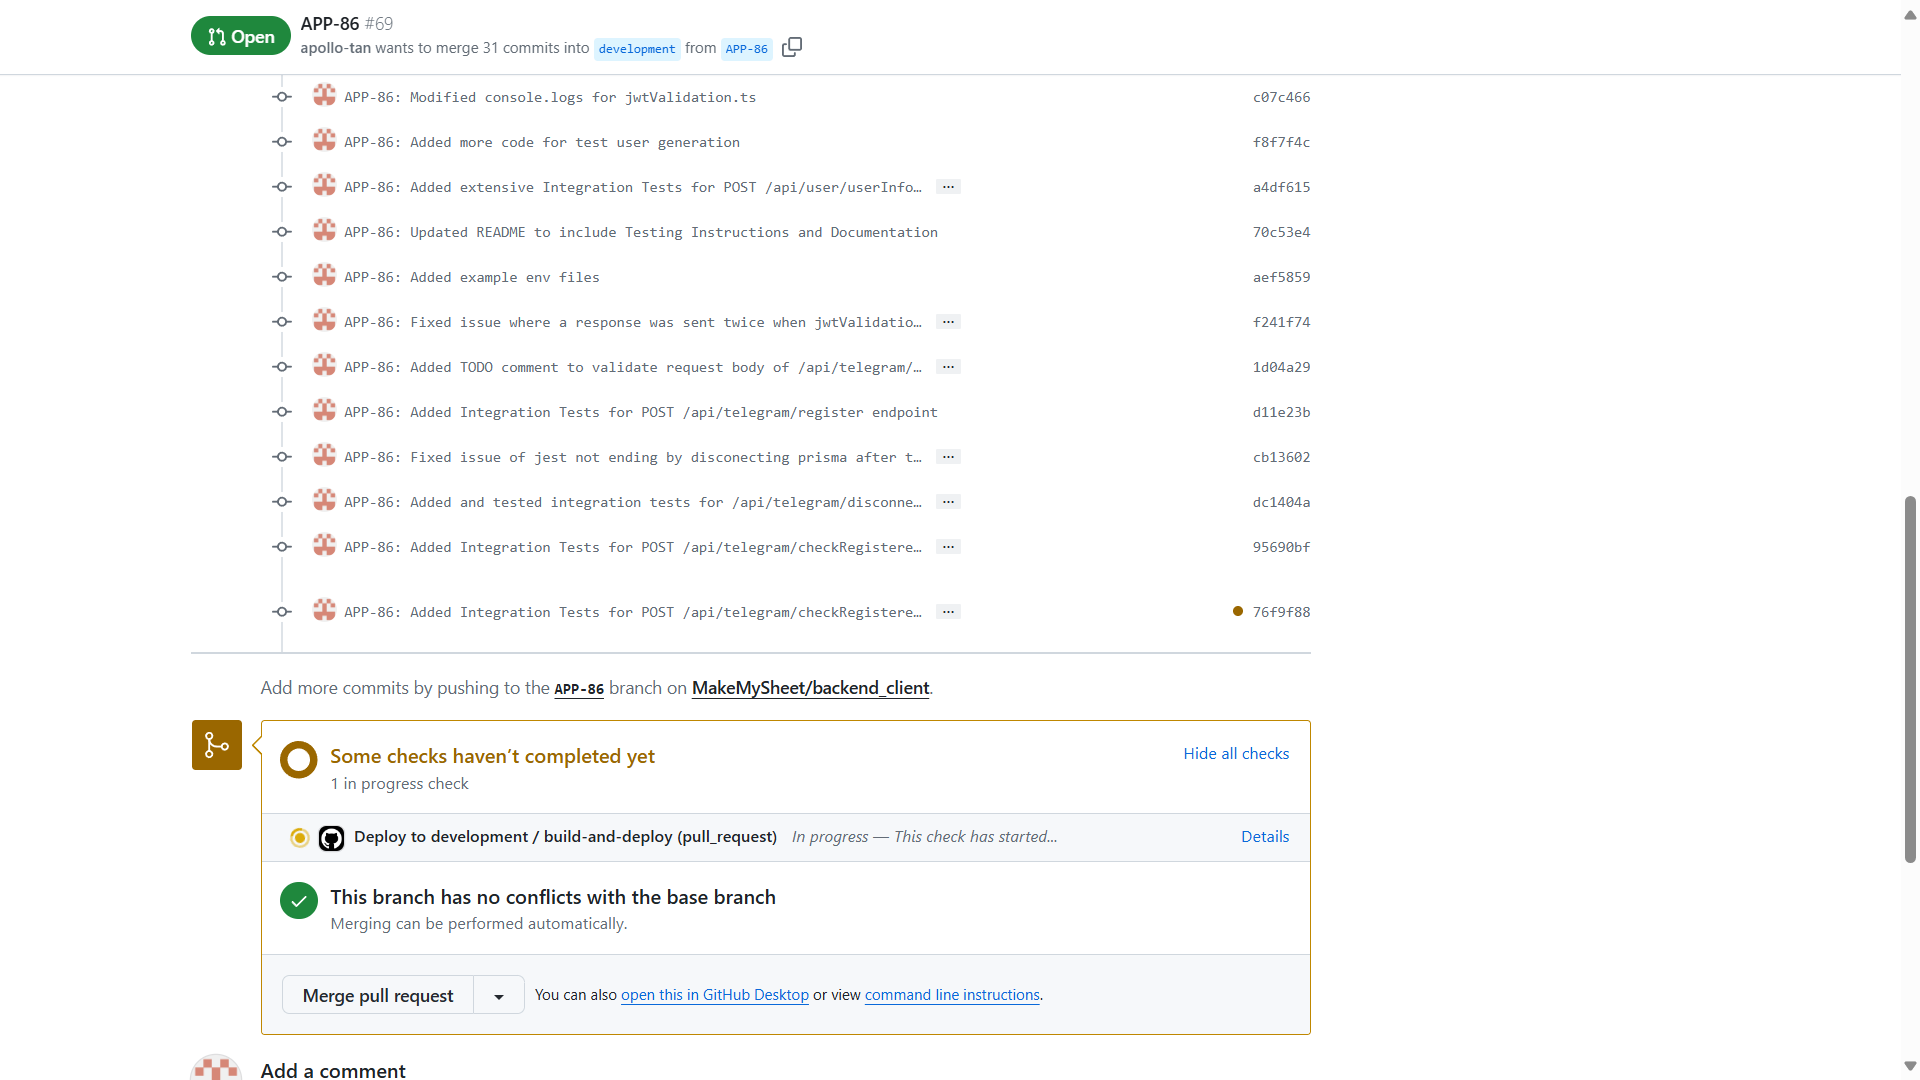 Open
APP-86 #69
apollo-tan wants to merge 31 commits into development from APP-86
APP-86: Modified console.logs for jwtValidation.ts c07c466
APP-86: Added more code for test user generation f8f7f4c
APP-86: Added extensive Integration Tests for POST /api/user/userInfo… ... a4df615
APP-86: Updated README to include Testing Instructions and Documentation 70c53e4
APP-86: Added example env files aef5859
APP-86: Fixed issue where a response was sent twice when jwtValidatio… ... f241f74
APP-86: Added TODO comment to validate request body of /api/telegram/… ... 1d04a29
APP-86: Added Integration Tests for POST /api/telegram/register endpoint d11e23b
APP-86: Fixed issue of jest not ending by disconecting prisma after t… ... cb13602
APP-86: Added and tested integration tests for /api/telegram/disconne… ... dc1404a
APP-86: Added Integration Tests for POST /api/telegram/checkRegistere… ... 95690bf
APP-86: Added Integration Tests for POST /api/telegram/checkRegistere… ... 76f9f88
Add more commits by pushing to the APP-86 branch on MakeMySheet/backend_client.
Some checks haven’t completed yet
Hide all checks
1 in progress check
Deploy to development / build-and-deploy (pull_request) In progress — This check has started... Details
This branch has no conflicts with the base branch
Merging can be performed automatically.
Merge pull request You can also open this in GitHub Desktop or view command line instructions.
Add a comment